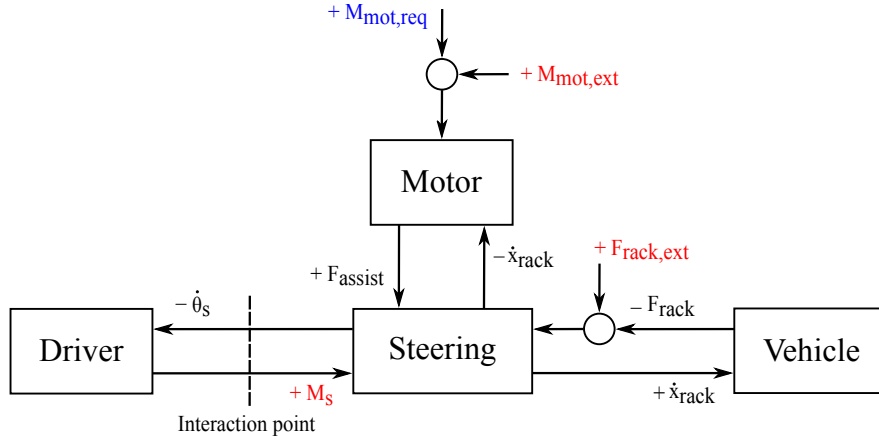 + M_mot,req
+ M_mot,ext
Motor
+ F_rack,ext
− ẋ_rack
+ F_assist
− θ̇_s
− F_rack
Driver
Steering
Vehicle
+ M_s
+ ẋ_rack
Interaction point